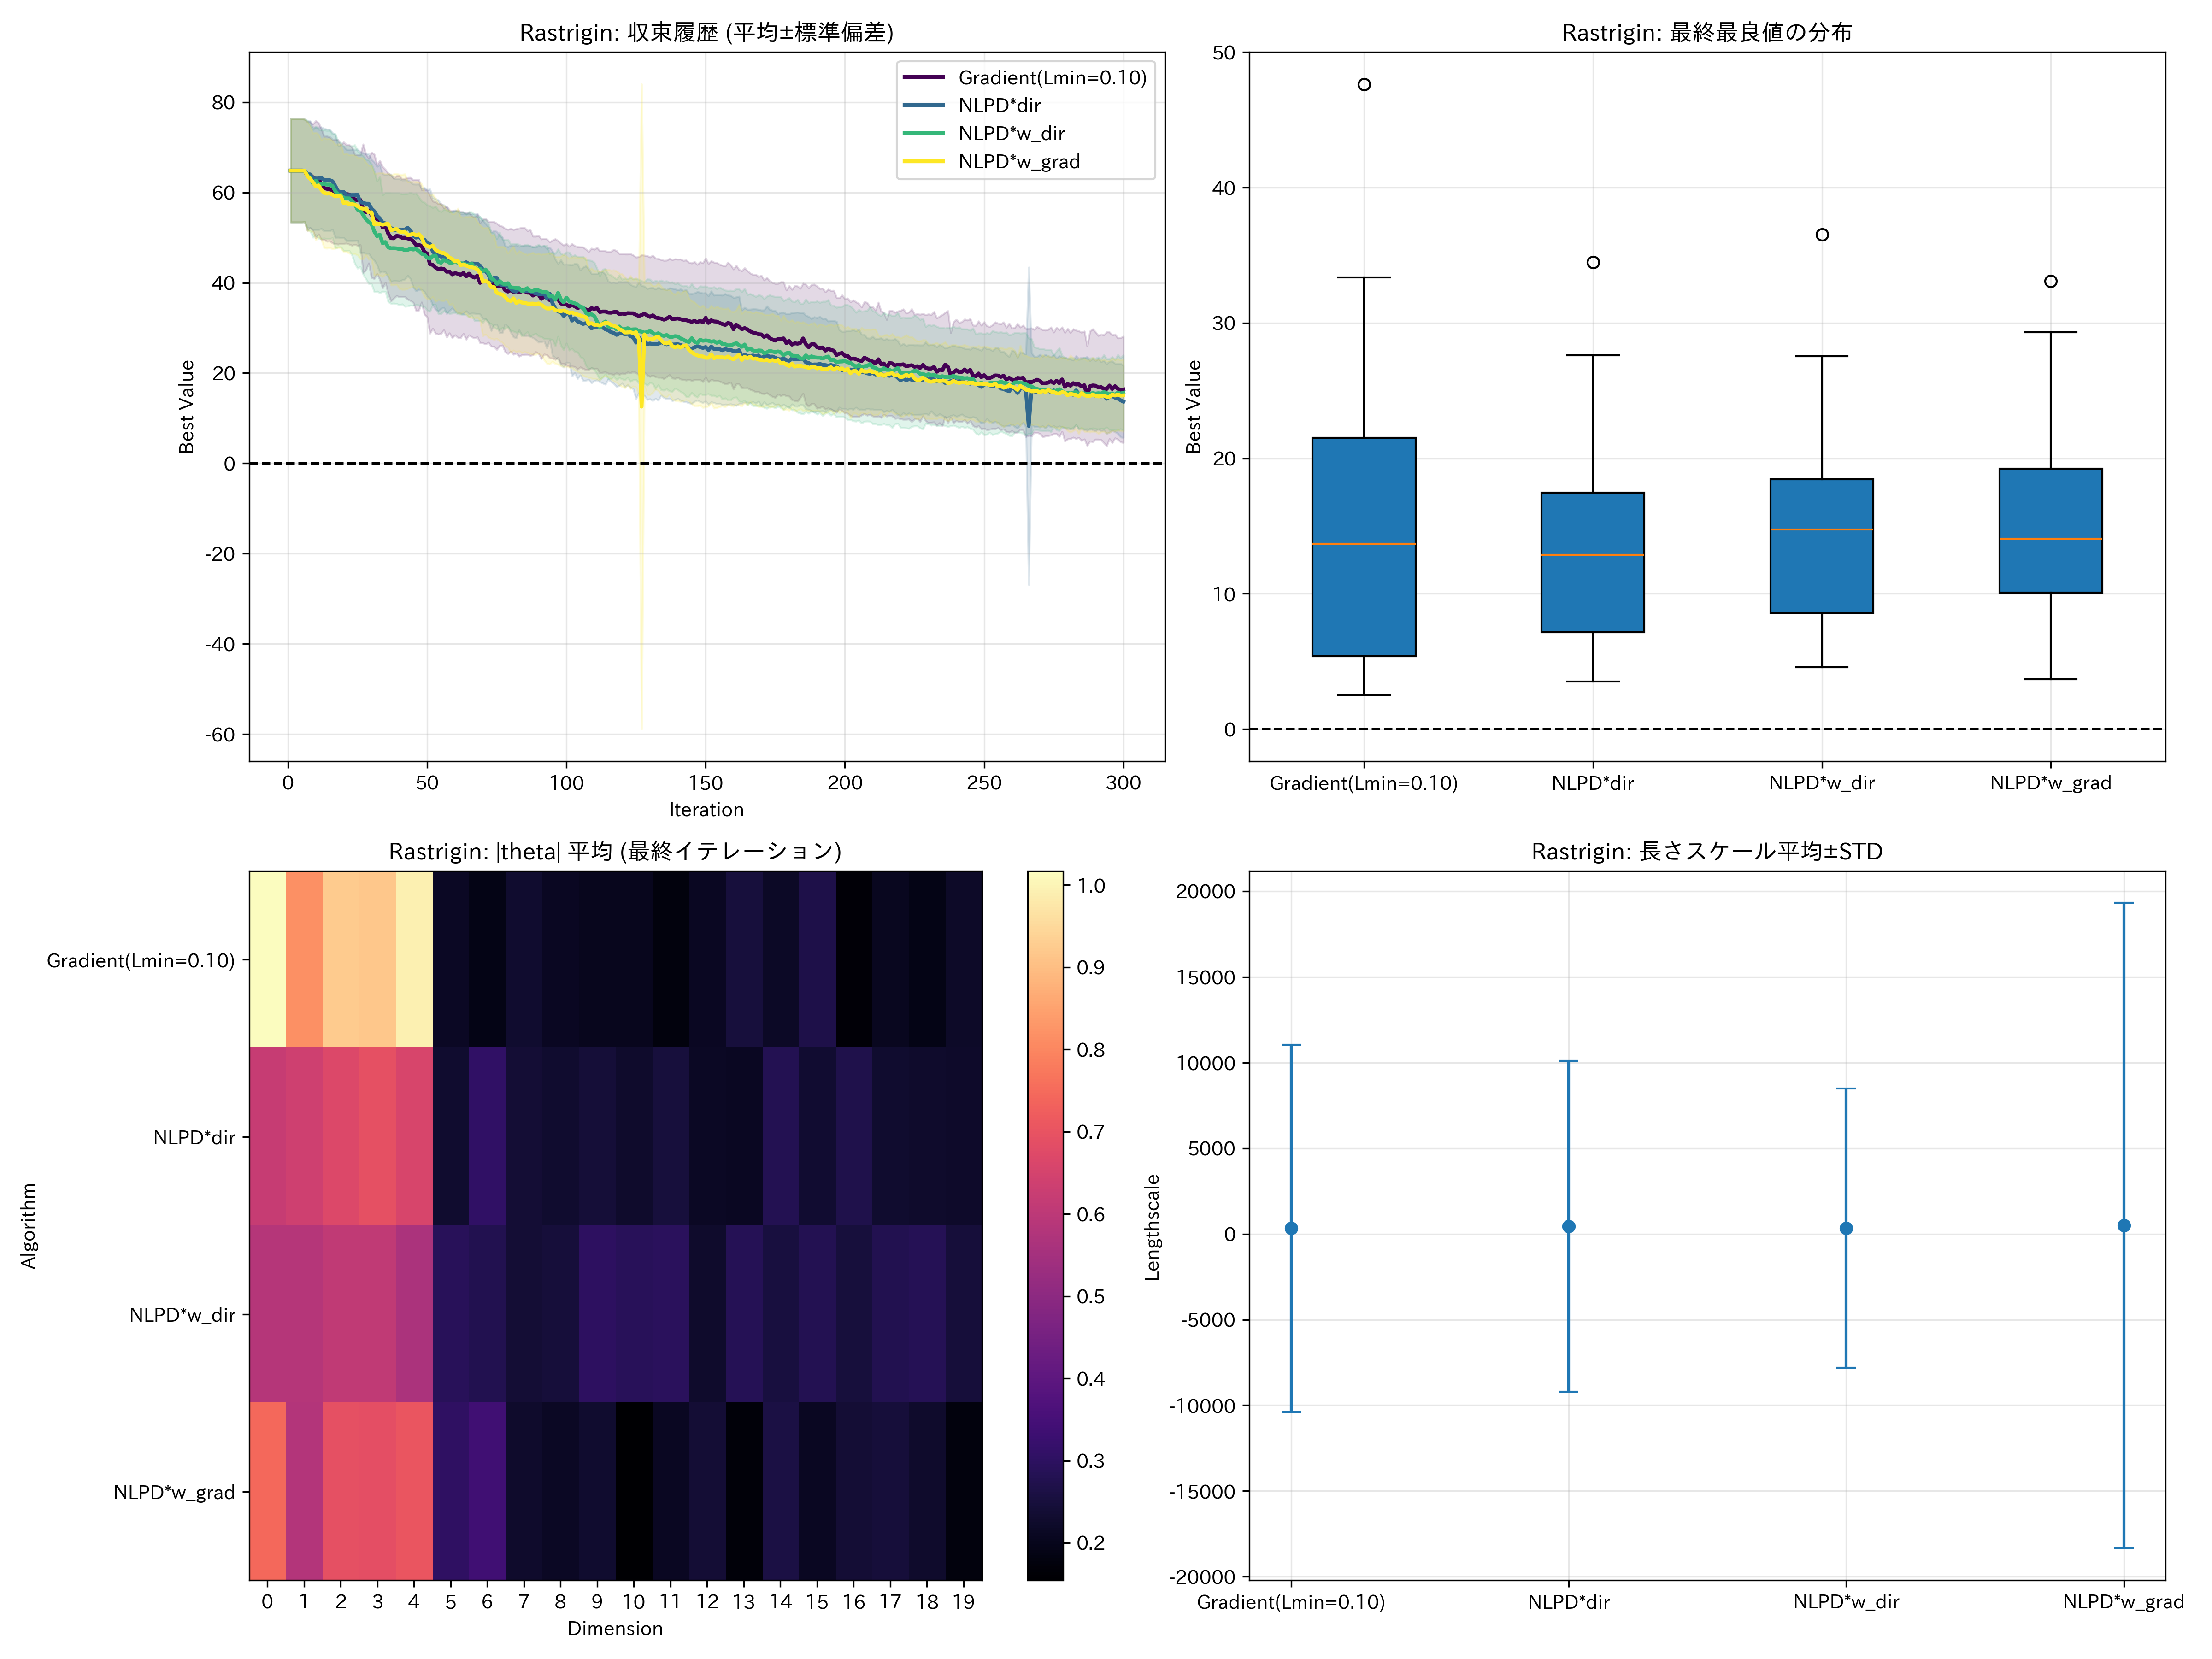 Rastrigin: 収束履歴 (平均±標準偏差)
Gradient(Lmin=0.10)
NLPD*dir
NLPD*w_dir
NLPD*w_grad
80
60
40
20
0
-20
-40
-60
Best Value
0 50 100 150 200 250 300
Iteration
Rastrigin: 最終最良値の分布
50
40
30
20
10
0
Best Value
Gradient(Lmin=0.10) NLPD*dir NLPD*w_dir NLPD*w_grad
Rastrigin: |theta| 平均 (最終イテレーション)
Algorithm
Gradient(Lmin=0.10)
NLPD*dir
NLPD*w_dir
NLPD*w_grad
0 1 2 3 4 5 6 7 8 9 10 11 12 13 14 15 16 17 18 19
Dimension
1.0
0.9
0.8
0.7
0.6
0.5
0.4
0.3
0.2
Rastrigin: 長さスケール平均±STD
20000
15000
10000
5000
0
-5000
-10000
-15000
-20000
Lengthscale
Gradient(Lmin=0.10) NLPD*dir NLPD*w_dir NLPD*w_grad